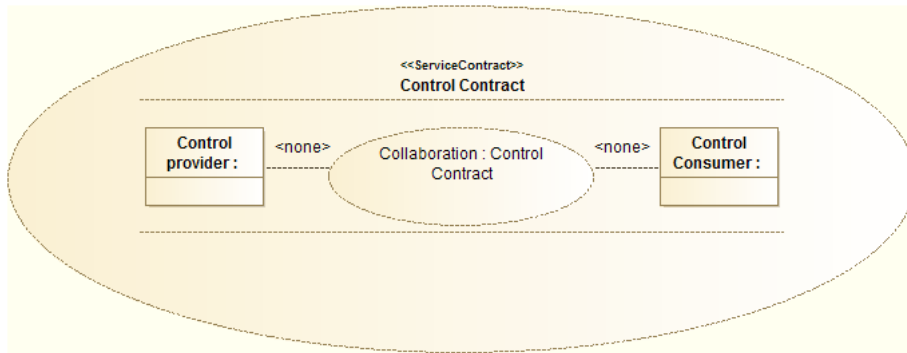 <<ServiceContract>>
Control Contract
Control
provider :
<none>
Collaboration : Control
Contract
<none>
Control
Consumer :